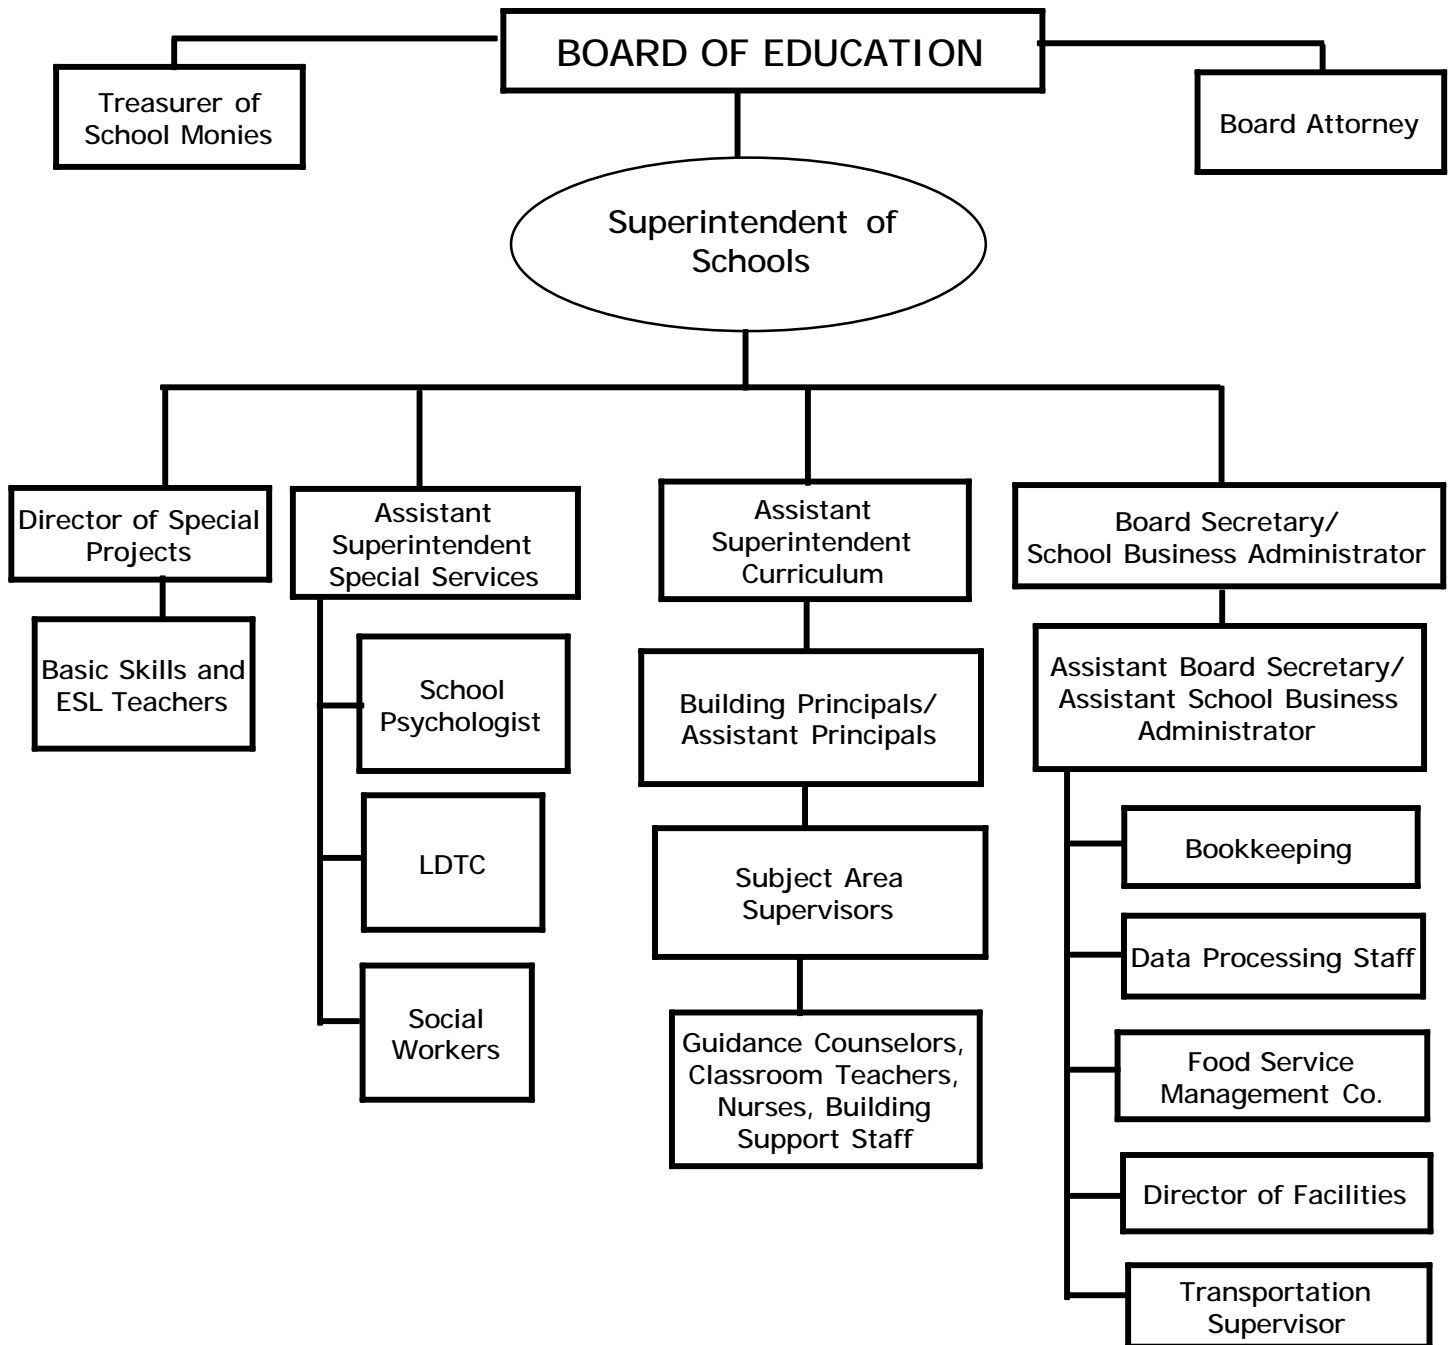 BOARD OF EDUCATION
Treasurer of
School Monies
Board Attorney
Superintendent of
Schools
Director of Special
Projects
Assistant
Superintendent
Special Services
Assistant
Superintendent
Curriculum
Board Secretary/
School Business Administrator
Basic Skills and
ESL Teachers
School
Psychologist
LDTC
Social
Workers
Building Principals/
Assistant Principals
Subject Area
Supervisors
Guidance Counselors,
Classroom Teachers,
Nurses, Building
Support Staff
Assistant Board Secretary/
Assistant School Business
Administrator
Bookkeeping
Data Processing Staff
Food Service
Management Co.
Director of Facilities
Transportation
Supervisor